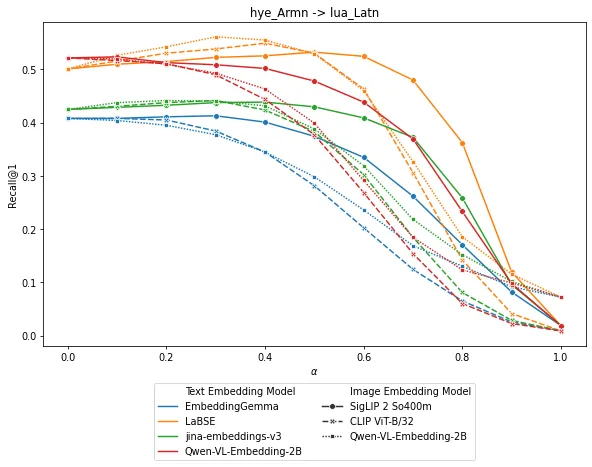 hye_Armn -> lua_Latn
Recall@1
0.5
0.4
0.3
0.2
0.1
0.0
0.0 0.2 0.4 0.6 0.8 1.0
α
Text Embedding Model
EmbeddingGemma
LaBSE
jina-embeddings-v3
Qwen-VL-Embedding-2B
Image Embedding Model
SigLIP 2 So400m
CLIP ViT-B/32
Qwen-VL-Embedding-2B